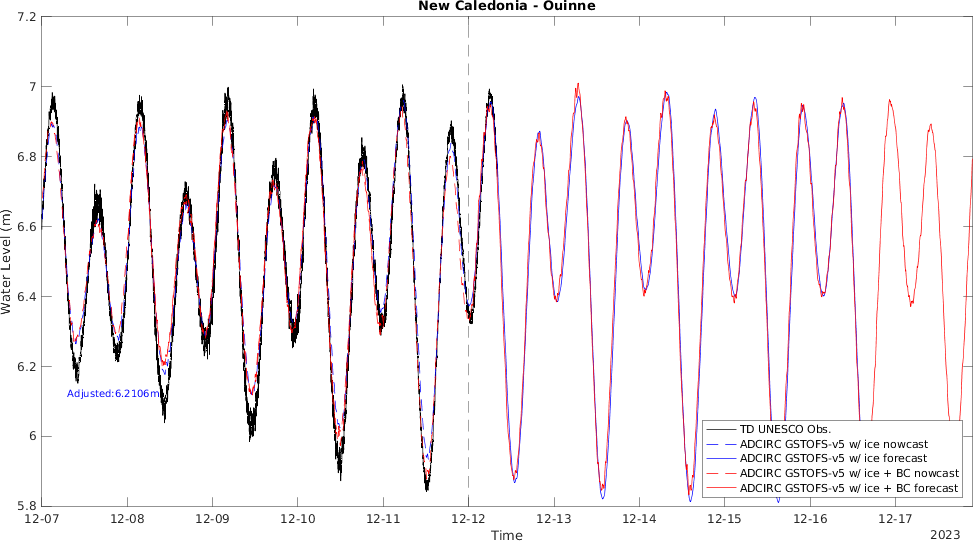 New Caledonia - Ouinne
7.2
7
6.8
6.6
6.4
6.2
6
5.8
Water Level (m)
Adjusted:6.2106m
TD UNESCO Obs.
ADCIRC GSTOFS-v5 w/ice nowcast
ADCIRC GSTOFS-v5 w/ice forecast
ADCIRC GSTOFS-v5 w/ice + BC nowcast
ADCIRC GSTOFS-v5 w/ice + BC forecast
12-07 12-08 12-09 12-10 12-11 12-12 12-13 12-14 12-15 12-16 12-17
Time
2023